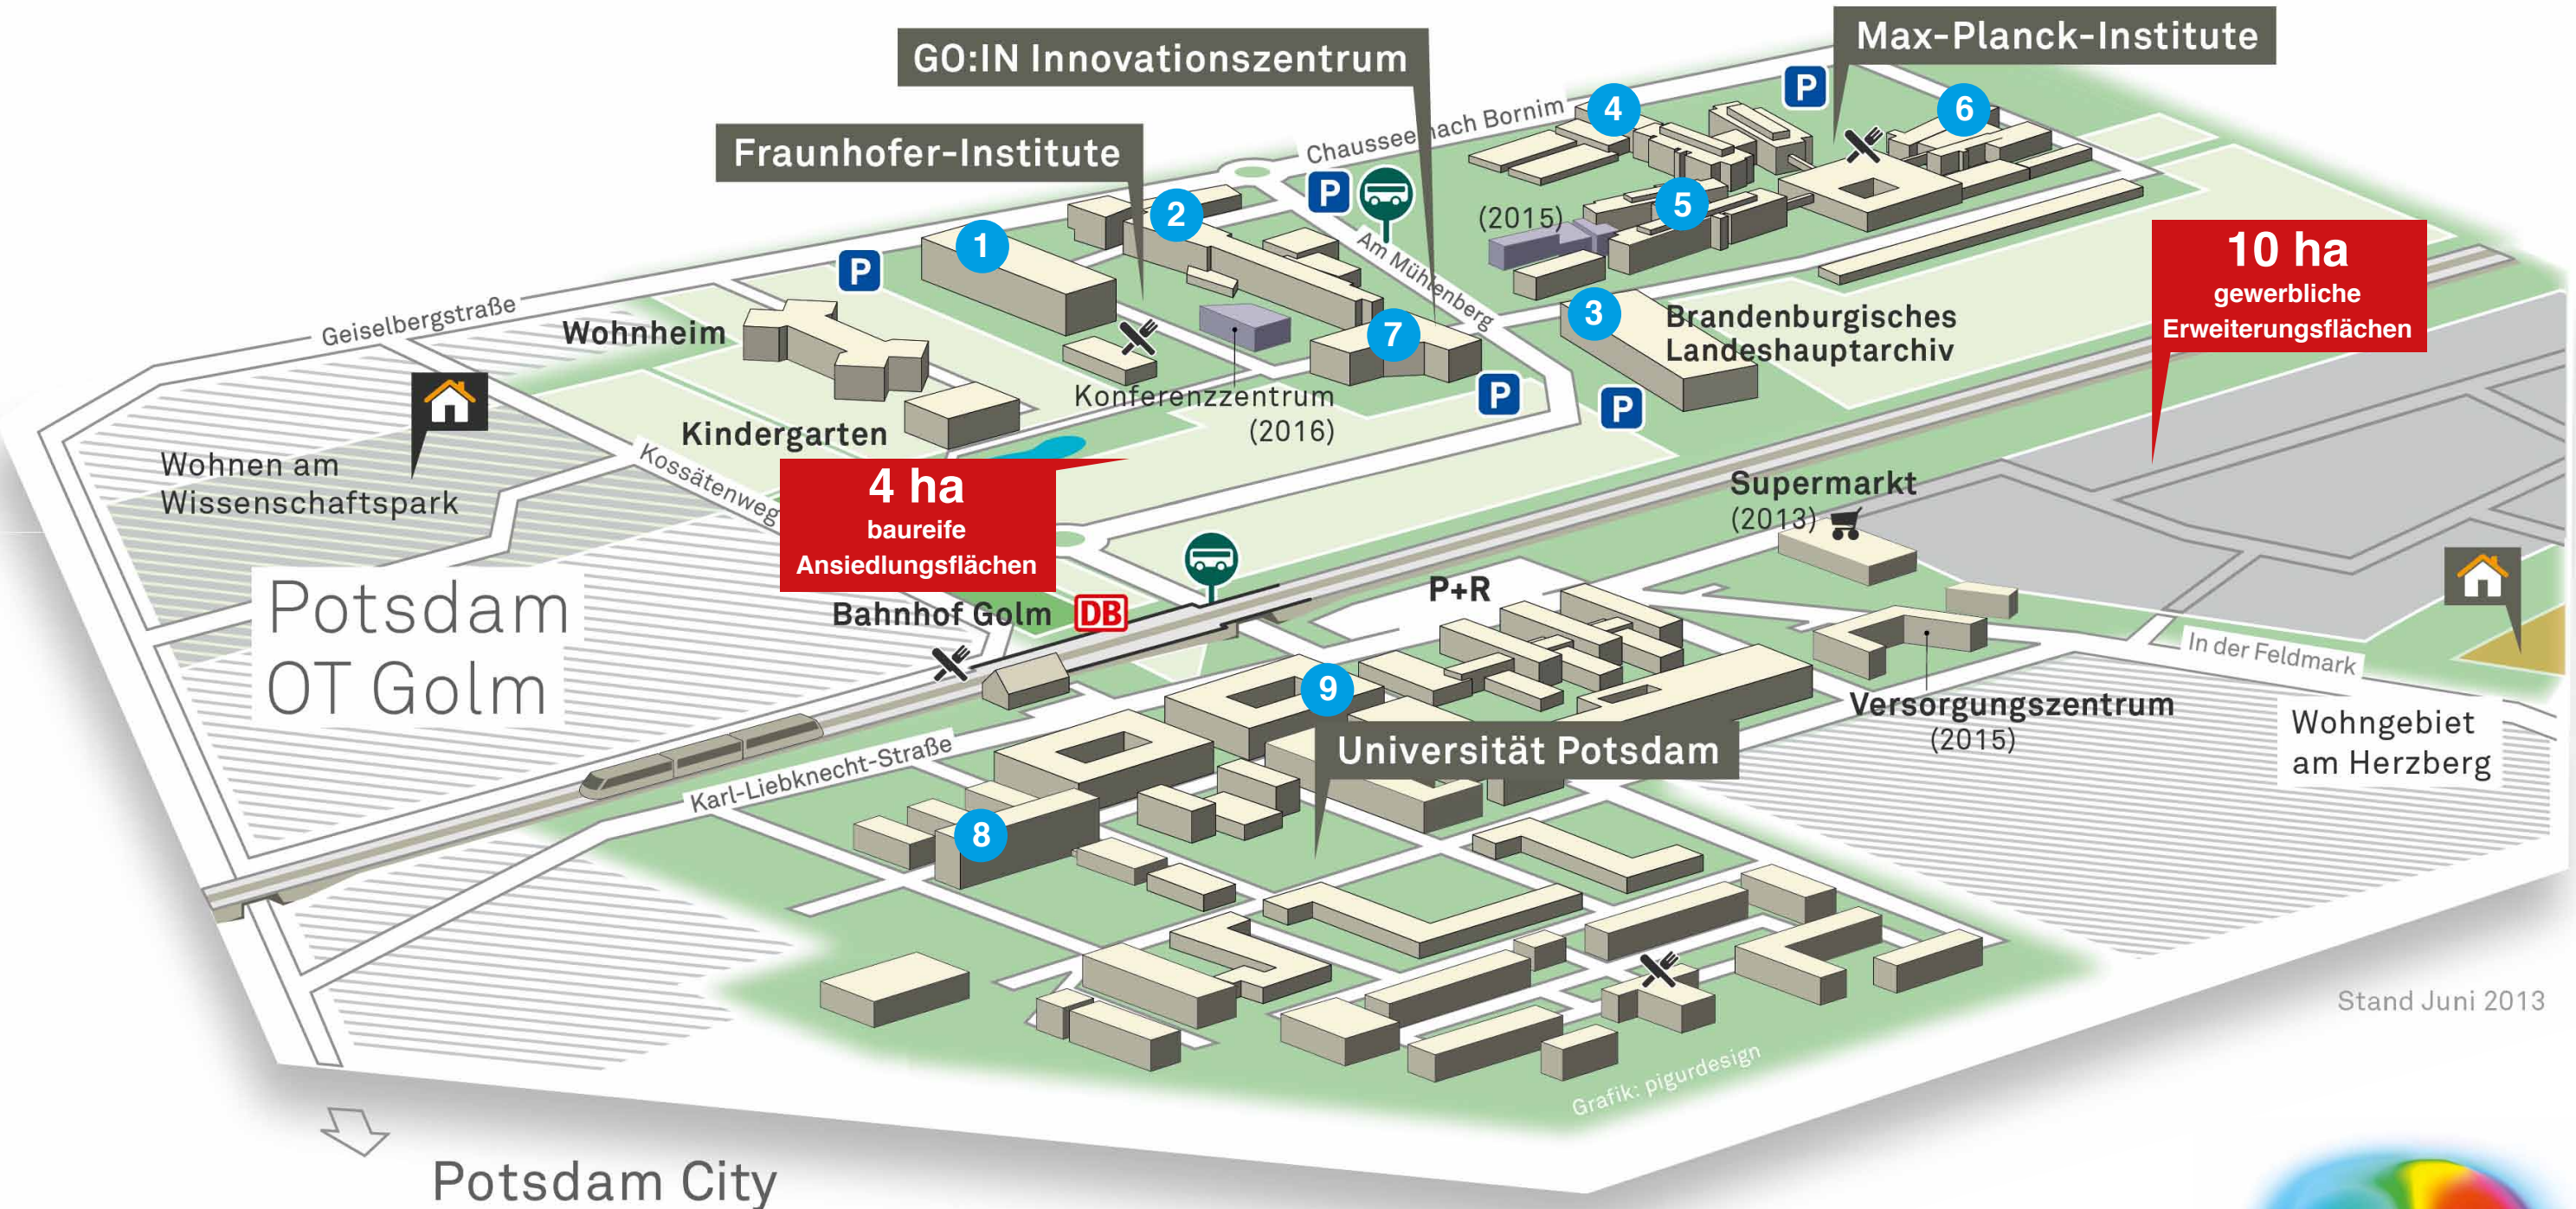 Max-Planck-Institute
GO:IN Innovationszentrum
P
4
6
Chaussee nach Bornim
Fraunhofer-Institute
P
2
5
(2015)
1
Am Mühlenberg
10 ha
gewerbliche
Erweiterungsflächen
P
Geiselbergstraße
Wohnheim
3
Brandenburgisches
Landeshauptarchiv
7
P
P
Konferenzzentrum
(2016)
Kindergarten
Wohnen am
Wissenschaftspark
Kossätenweg
4 ha
baureife
Ansiedlungsflächen
Supermarkt
(2013)
Potsdam
OT Golm
Bahnhof Golm
DB
P+R
In der Feldmark
9
Versorgungszentrum
(2015)
Wohngebiet
am Herzberg
Universität Potsdam
Karl-Liebknecht-Straße
8
Stand Juni 2013
Grafik: pigurdesign
Potsdam City